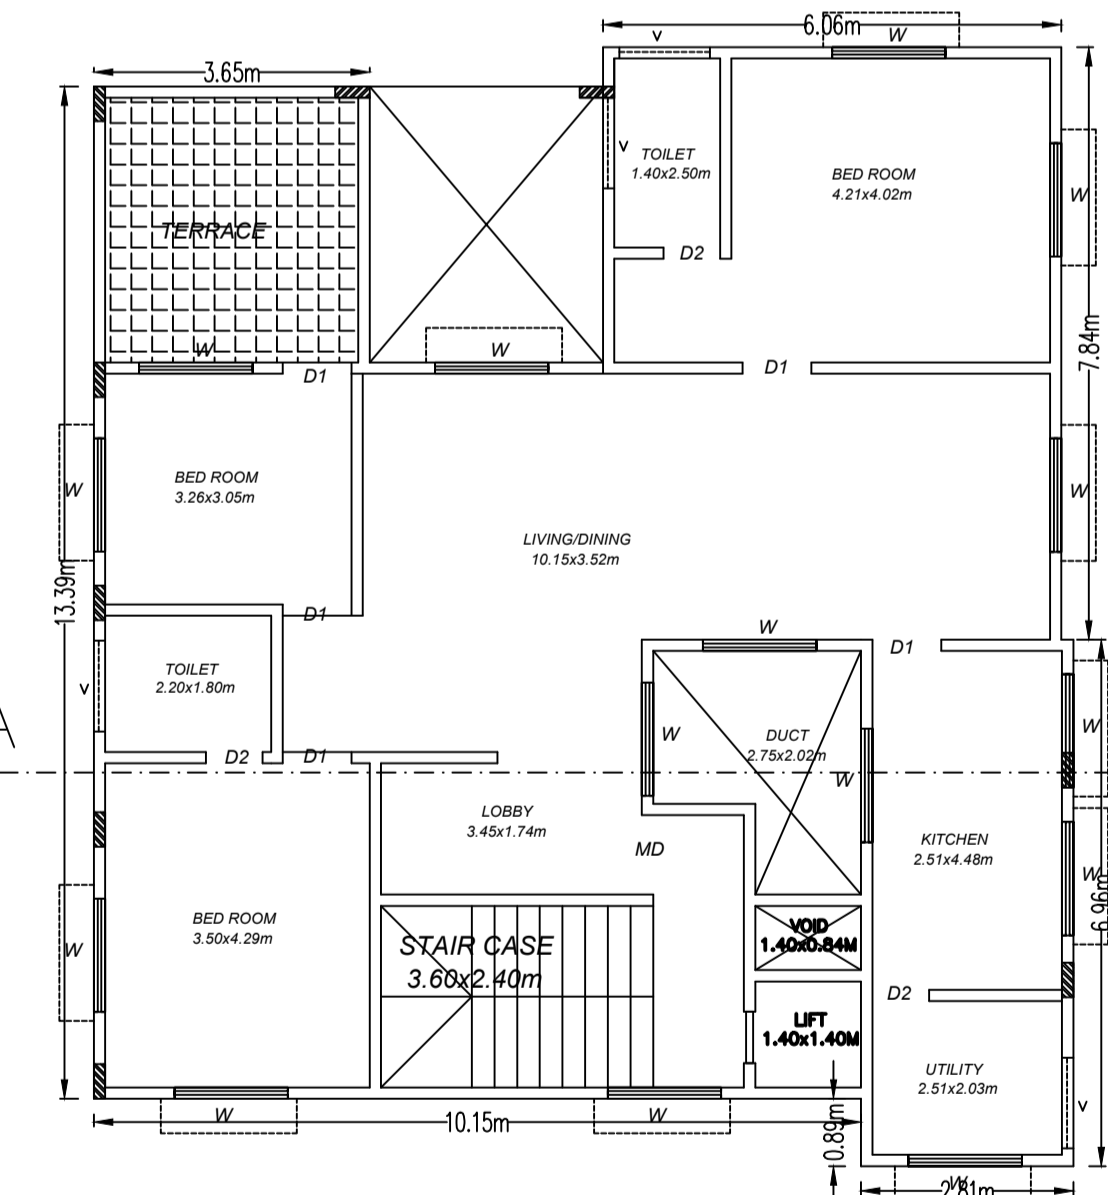 6.06m
W
V
3.65m
V
TOILET
1.40x2.50m
BED ROOM
4.21x4.02m
W
TERRACE
D2
7.84m
W
W
D1
D1
BED ROOM
3.26x3.05m
W
W
LIVING/DINING
10.15x3.52m
13.39m
D1
W
D1
TOILET
2.20x1.80m
V
W
DUCT
2.75x2.02m
W
W
D2
D1
LOBBY
3.45x1.74m
MD
KITCHEN
2.51x4.48m
W
6.96m
BED ROOM
3.50x4.29m
W
STAIR CASE
3.60x2.40m
VOID
1.40x0.84M
D2
LIFT
1.40x1.40M
UTILITY
2.51x2.03m
V
W
W
10.15m
0.89m
W
2.81m